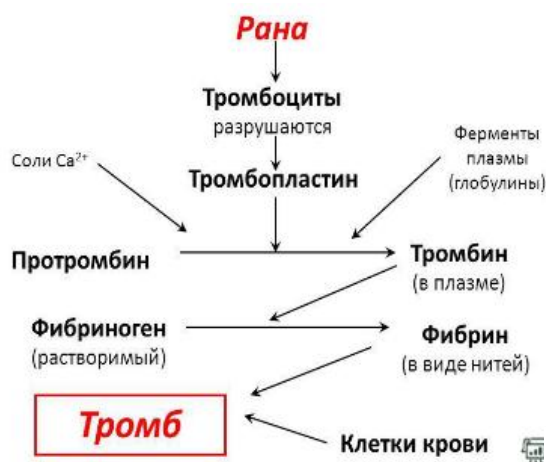 Рана
Тромбоциты
разрушаются
Соли Ca²⁺
Ферменты
плазмы
(глобулины)
Тромбопластин
Протромбин
Тромбин
(в плазме)
Фибриноген
(растворимый)
Фибрин
(в виде нитей)
Тромб
Клетки крови